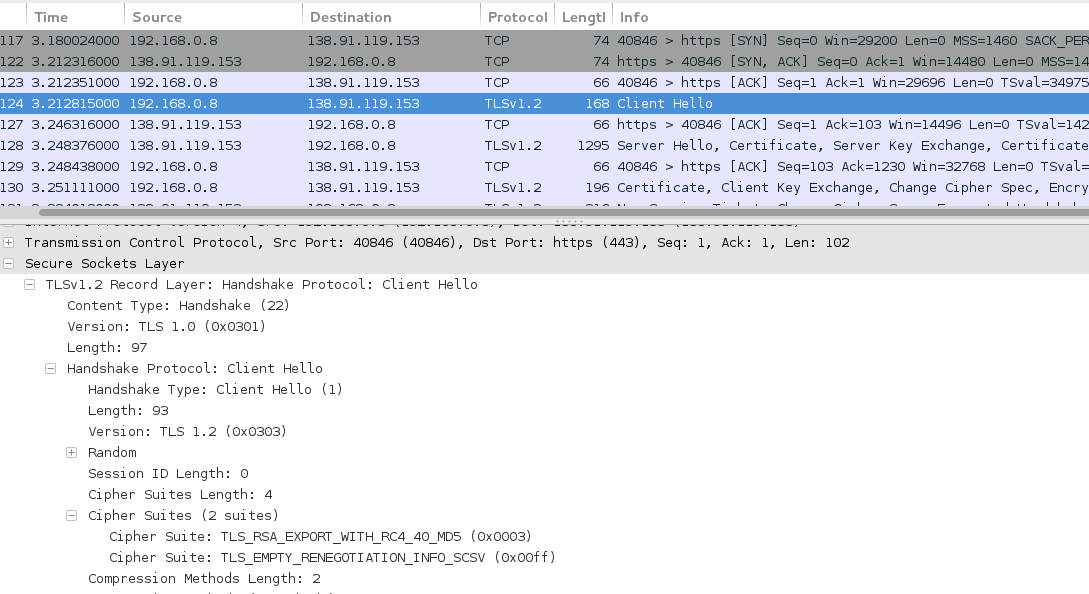 Time Source Destination Protocol Lengtl Info
117 3.180024000 192.168.0.8 138.91.119.153 TCP 74 40846 > https [SYN] Seq=0 Win=29200 Len=0 MSS=1460 SACK_PER
122 3.212316000 138.91.119.153 192.168.0.8 TCP 74 https > 40846 [SYN, ACK] Seq=0 Ack=1 Win=14480 Len=0 MSS=14
123 3.212351000 192.168.0.8 138.91.119.153 TCP 66 40846 > https [ACK] Seq=1 Ack=1 Win=29696 Len=0 TSval=34975
124 3.212815000 192.168.0.8 138.91.119.153 TLSv1.2 168 Client Hello
127 3.246316000 138.91.119.153 192.168.0.8 TCP 66 https > 40846 [ACK] Seq=1 Ack=103 Win=14496 Len=0 TSval=142
128 3.248376000 138.91.119.153 192.168.0.8 TLSv1.2 1295 Server Hello, Certificate, Server Key Exchange, Certificate
129 3.248438000 192.168.0.8 138.91.119.153 TCP 66 40846 > https [ACK] Seq=103 Ack=1230 Win=32768 Len=0 TSval=
130 3.251111000 192.168.0.8 138.91.119.153 TLSv1.2 196 Certificate, Client Key Exchange, Change Cipher Spec, Encry
Transmission Control Protocol, Src Port: 40846 (40846), Dst Port: https (443), Seq: 1, Ack: 1, Len: 102
Secure Sockets Layer
TLSv1.2 Record Layer: Handshake Protocol: Client Hello
Content Type: Handshake (22)
Version: TLS 1.0 (0x0301)
Length: 97
Handshake Protocol: Client Hello
Handshake Type: Client Hello (1)
Length: 93
Version: TLS 1.2 (0x0303)
Random
Session ID Length: 0
Cipher Suites Length: 4
Cipher Suites (2 suites)
Cipher Suite: TLS_RSA_EXPORT_WITH_RC4_40_MD5 (0x0003)
Cipher Suite: TLS_EMPTY_RENEGOTIATION_INFO_SCSV (0x00ff)
Compression Methods Length: 2